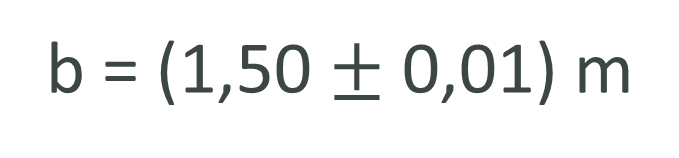 b = (1,50 ± 0,01) m